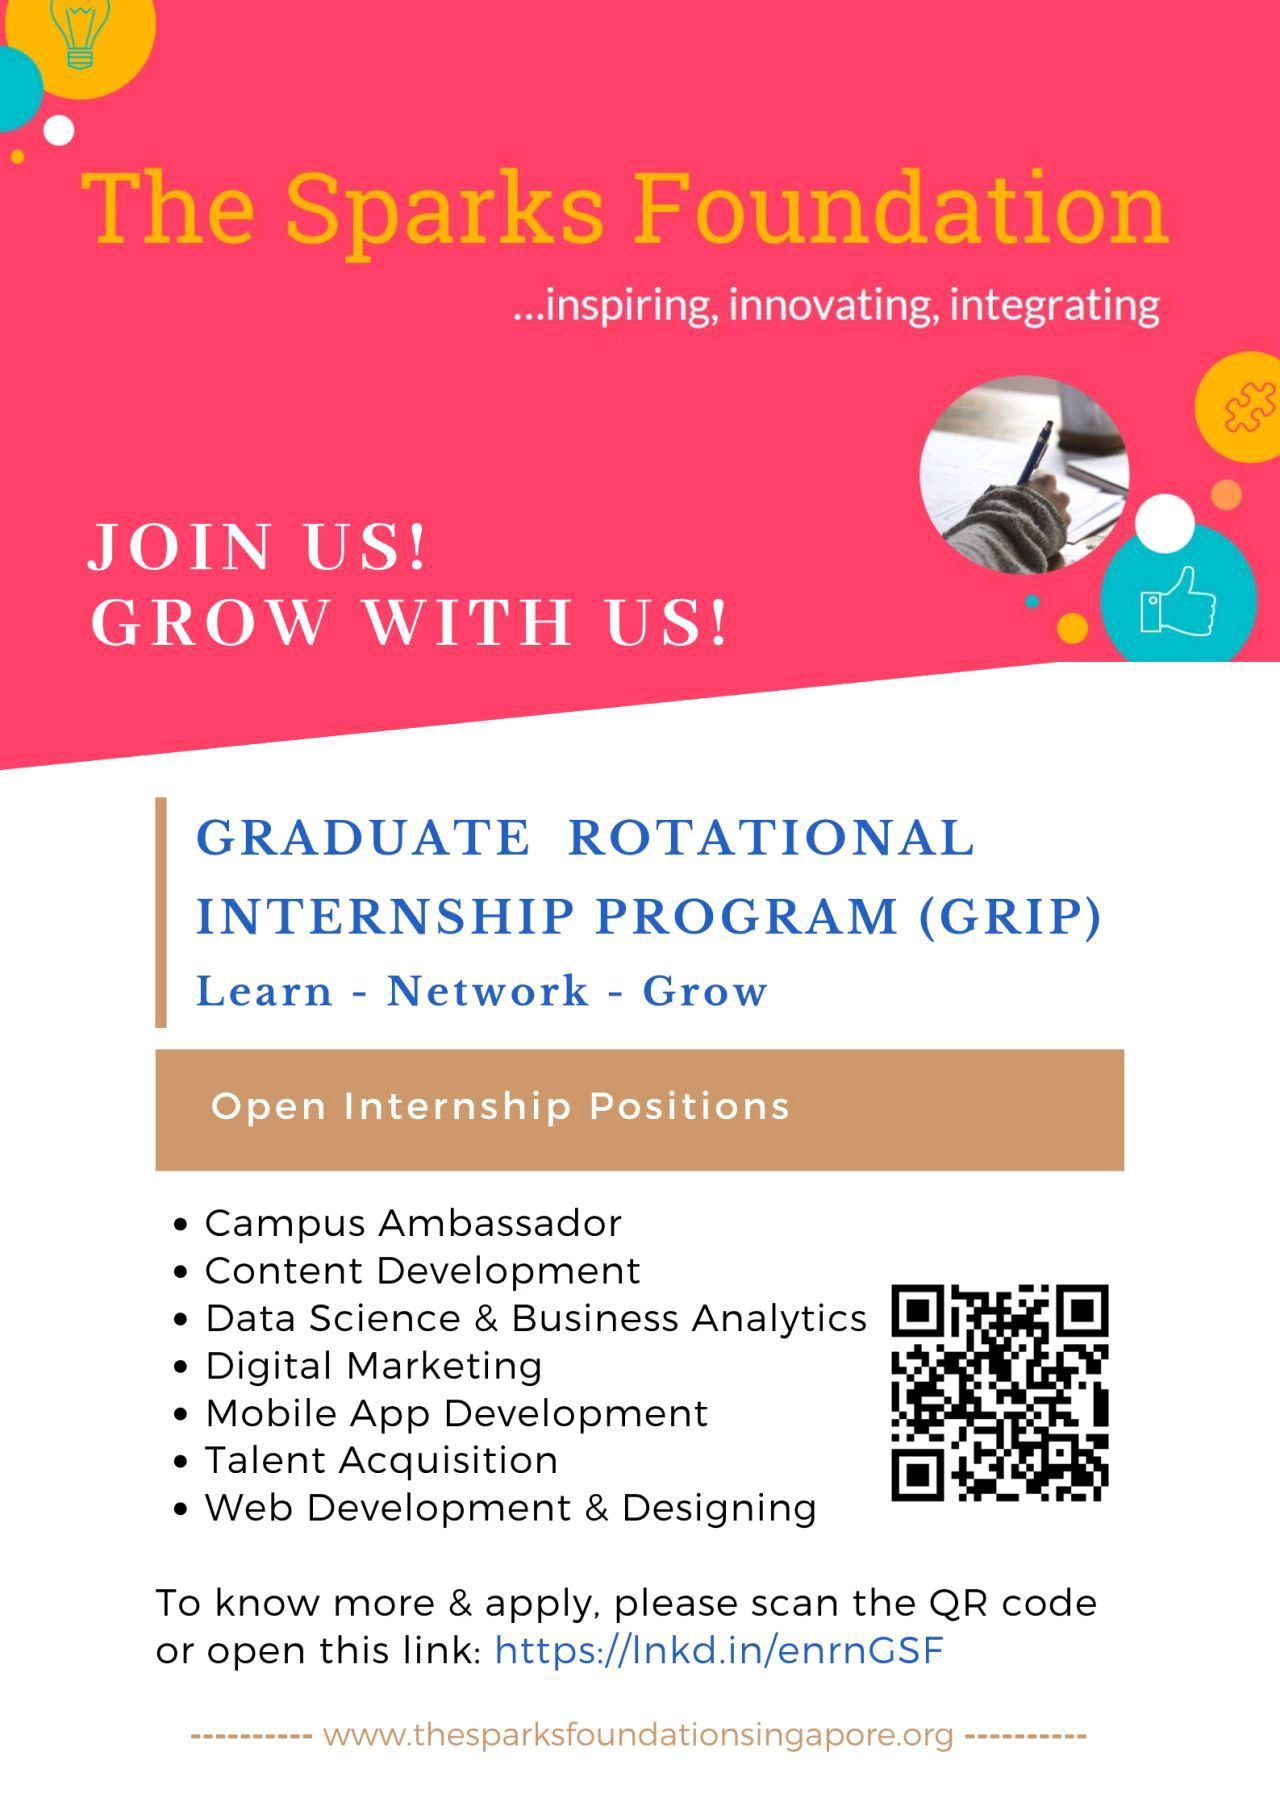 The Sparks Foundation
...inspiring, innovating, integrating
JOIN US!
GROW WITH US!
GRADUATE ROTATIONAL
INTERNSHIP PROGRAM (GRIP)
Learn - Network - Grow
Open Internship Positions
• Campus Ambassador
• Content Development
• Data Science & Business Analytics
• Digital Marketing
• Mobile App Development
• Talent Acquisition
• Web Development & Designing
To know more & apply, please scan the QR code
or open this link: https://lnkd.in/enrnGSF
---------- www.thesparksfoundationsingapore.org ----------